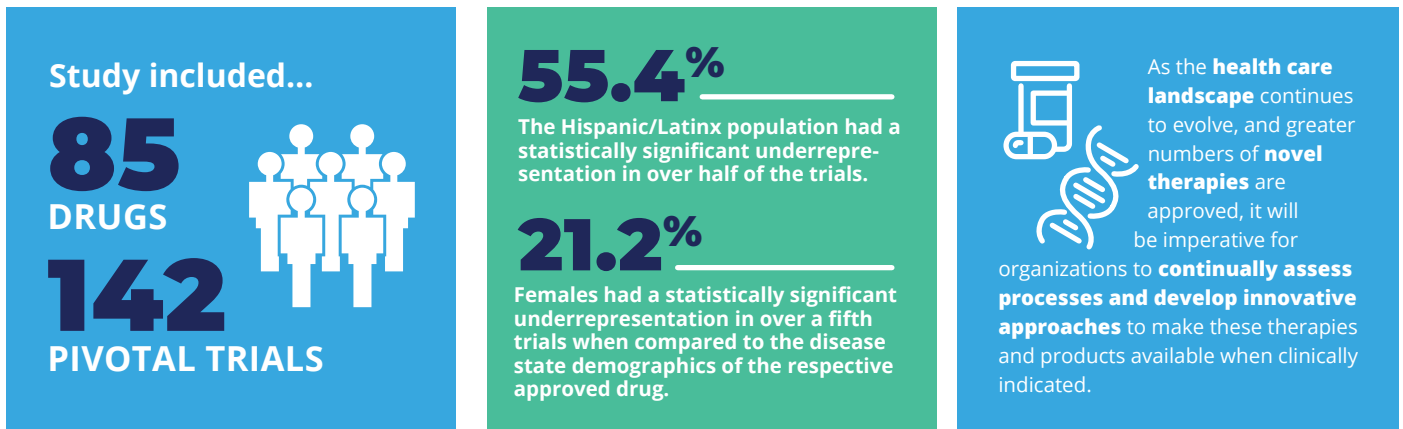 Study included...
85
DRUGS
142
PIVOTAL TRIALS
55.4%
The Hispanic/Latinx population had a
statistically significant underrepre-
sentation in over half of the trials.
21.2%
Females had a statistically significant
underrepresentation in over a fifth
trials when compared to the disease
state demographics of the respective
approved drug.
As the health care
landscape continues
to evolve, and greater
numbers of novel
therapies are
approved, it will
be imperative for
organizations to continually assess
processes and develop innovative
approaches to make these therapies
and products available when clinically
indicated.